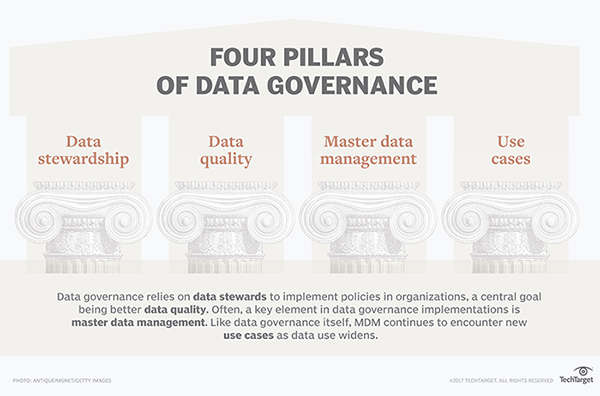 FOUR PILLARS
OF DATA GOVERNANCE
Data
stewardship
Data
quality
Master data
management
Use
cases
Data governance relies on data stewards to implement policies in organizations, a central goal
being better data quality. Often, a key element in data governance implementations is
master data management. Like data governance itself, MDM continues to encounter new
use cases as data use widens.
PHOTO: ANTIQUEIMGNET/GETTY IMAGES
©2017 TECHTARGET. ALL RIGHTS RESERVED
TechTarget